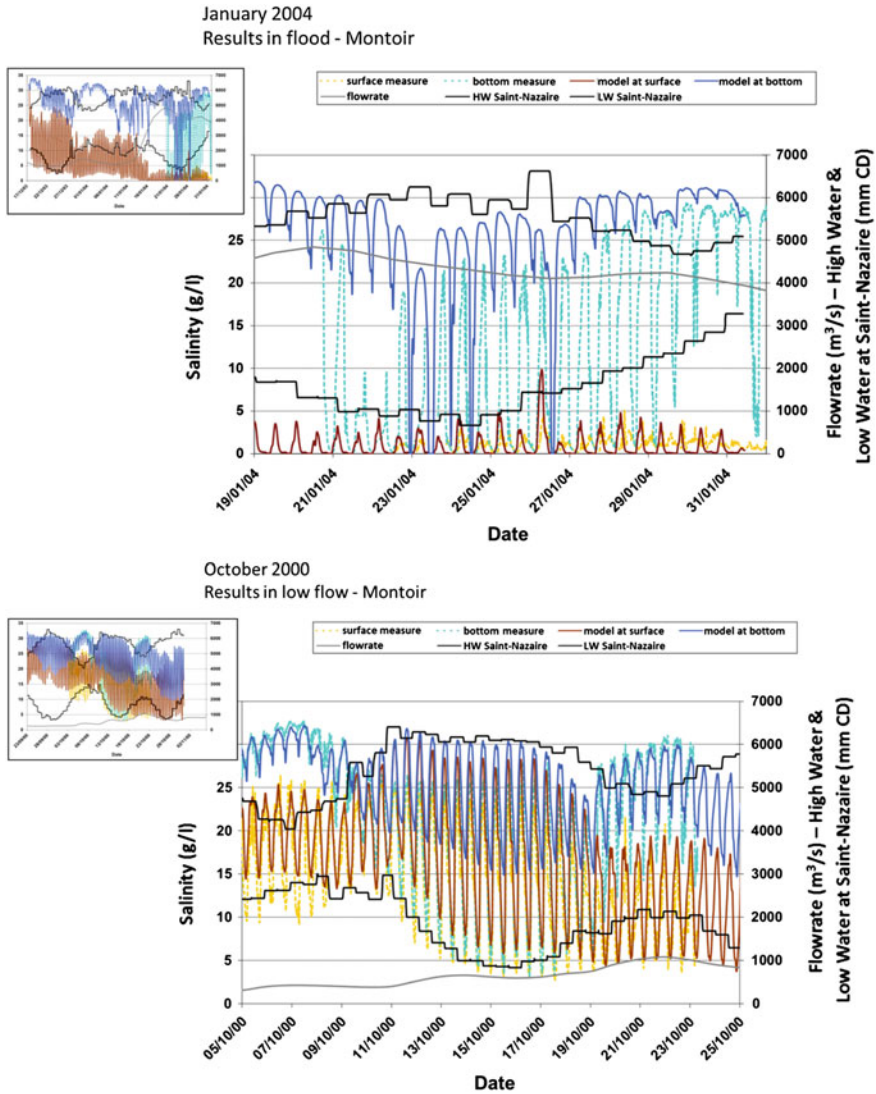 January 2004
Results in flood - Montoir
surface measure bottom measure model at surface model at bottom
flowrate HW Saint-Nazaire LW Saint-Nazaire
Salinity (g/l)
25
20
15
10
5
0
7000
6000
5000
4000
3000
2000
1000
0
Flowrate (m³/s) – High Water &
Low Water at Saint-Nazaire (mm CD)
19/01/04
21/01/04
23/01/04
25/01/04
27/01/04
29/01/04
31/01/04
Date
Date
October 2000
Results in low flow - Montoir
surface measure bottom measure model at surface model at bottom
flowrate HW Saint-Nazaire LW Saint-Nazaire
Salinity (g/l)
25
20
15
10
5
0
7000
6000
5000
4000
3000
2000
1000
0
Flowrate (m³/s) – High Water &
Low Water at Saint-Nazaire (mm CD)
05/10/00
07/10/00
09/10/00
11/10/00
13/10/00
15/10/00
17/10/00
19/10/00
21/10/00
23/10/00
25/10/00
Date
Date